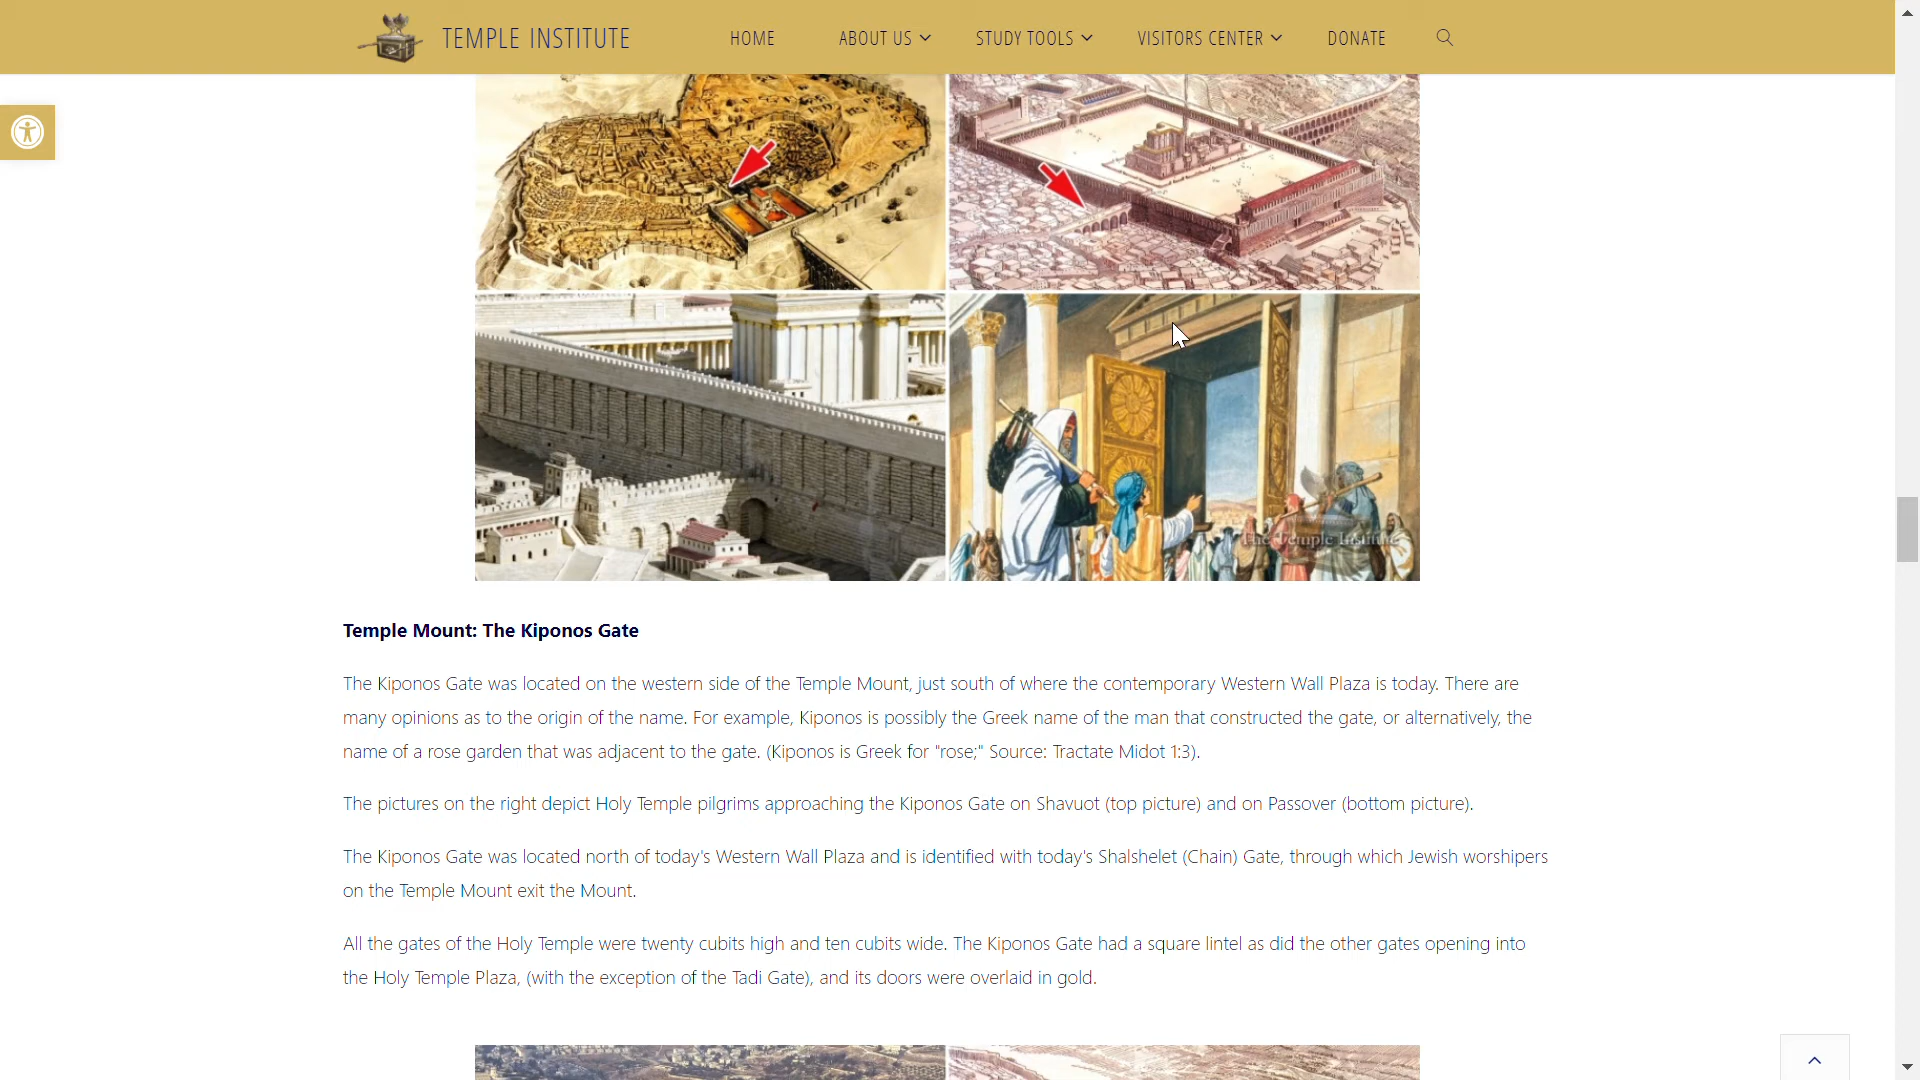 TEMPLE INSTITUTE HOME ABOUT US STUDY TOOLS VISITORS CENTER DONATE
The Temple Institute
Temple Mount: The Kiponos Gate
The Kiponos Gate was located on the western side of the Temple Mount, just south of where the contemporary Western Wall Plaza is today. There are
many opinions as to the origin of the name. For example, Kiponos is possibly the Greek name of the man that constructed the gate, or alternatively, the
name of a rose garden that was adjacent to the gate. (Kiponos is Greek for "rose;" Source: Tractate Midot 1:3).
The pictures on the right depict Holy Temple pilgrims approaching the Kiponos Gate on Shavuot (top picture) and on Passover (bottom picture).
The Kiponos Gate was located north of today's Western Wall Plaza and is identified with today's Shalshelet (Chain) Gate, through which Jewish worshipers
on the Temple Mount exit the Mount.
All the gates of the Holy Temple were twenty cubits high and ten cubits wide. The Kiponos Gate had a square lintel as did the other gates opening into
the Holy Temple Plaza, (with the exception of the Tadi Gate), and its doors were overlaid in gold.